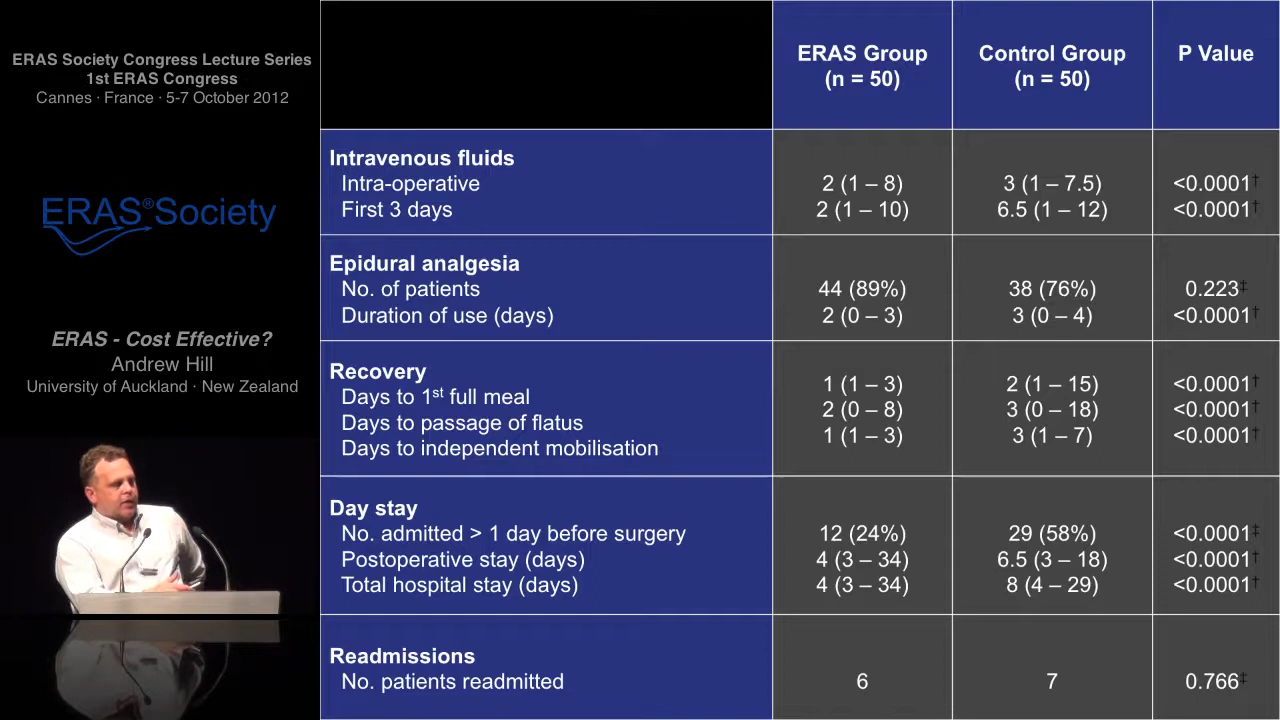 ERAS Society Congress Lecture Series
1st ERAS Congress
Cannes · France · 5-7 October 2012
ERAS®Society
ERAS - Cost Effective?
Andrew Hill
University of Auckland · New Zealand
ERAS Group (n = 50) Control Group (n = 50) P Value
Intravenous fluids
Intra-operative 2 (1 – 8) 3 (1 – 7.5) <0.0001†
First 3 days 2 (1 – 10) 6.5 (1 – 12) <0.0001†
Epidural analgesia
No. of patients 44 (89%) 38 (76%) 0.223‡
Duration of use (days) 2 (0 – 3) 3 (0 – 4) <0.0001†
Recovery
Days to 1st full meal 1 (1 – 3) 2 (1 – 15) <0.0001†
Days to passage of flatus 2 (0 – 8) 3 (0 – 18) <0.0001†
Days to independent mobilisation 1 (1 – 3) 3 (1 – 7) <0.0001†
Day stay
No. admitted > 1 day before surgery 12 (24%) 29 (58%) <0.0001‡
Postoperative stay (days) 4 (3 – 34) 6.5 (3 – 18) <0.0001†
Total hospital stay (days) 4 (3 – 34) 8 (4 – 29) <0.0001†
Readmissions
No. patients readmitted 6 7 0.766‡